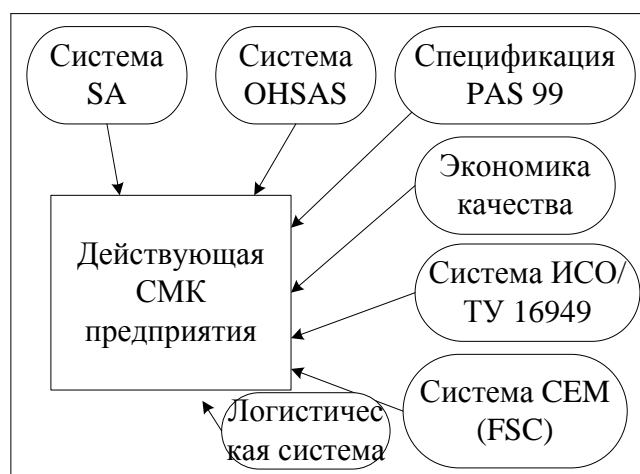 Система
SA
Система
OHSAS
Спецификация
PAS 99
Экономика
качества
Действующая
СМК
предприятия
Система ИСО/
ТУ 16949
Система СЕМ
(FSC)
Логистичес
кая система